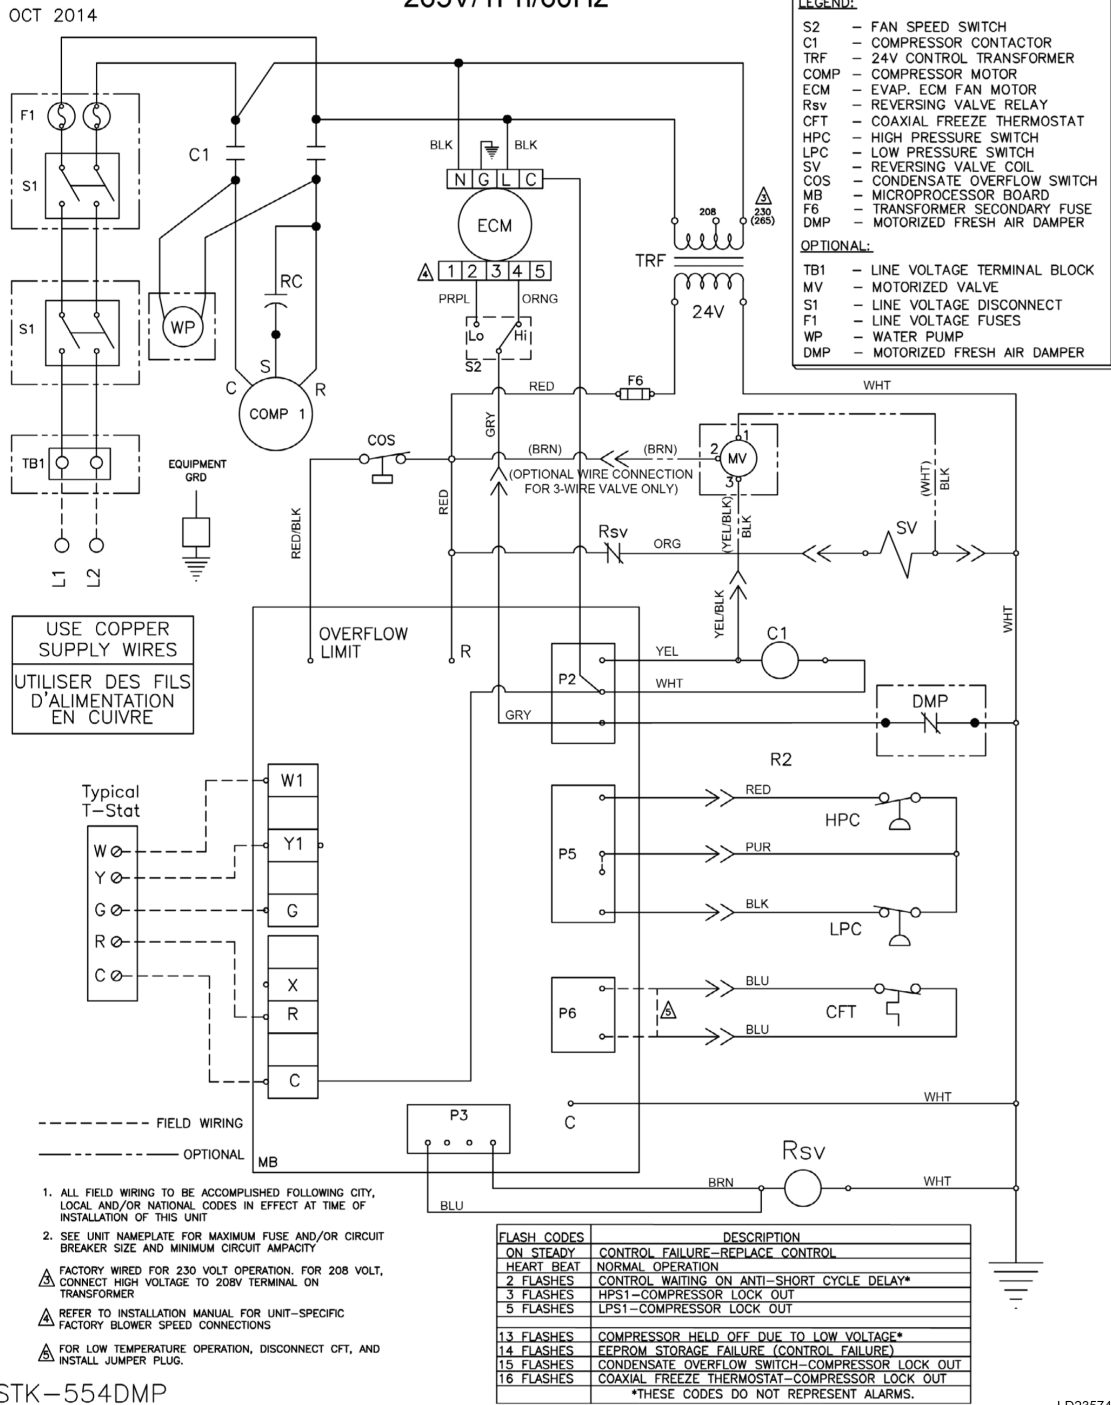 OCT 2014
265V/1PH/60HZ
LEGEND:
S2 – FAN SPEED SWITCH
C1 – COMPRESSOR CONTACTOR
TRF – 24V CONTROL TRANSFORMER
COMP – COMPRESSOR MOTOR
ECM – EVAP. ECM FAN MOTOR
Rsv – REVERSING VALVE RELAY
CFT – COAXIAL FREEZE THERMOSTAT
HPC – HIGH PRESSURE SWITCH
LPC – LOW PRESSURE SWITCH
SV – REVERSING VALVE COIL
COS – CONDENSATE OVERFLOW SWITCH
MB – MICROPROCESSOR BOARD
F6 – TRANSFORMER SECONDARY FUSE
DMP – MOTORIZED FRESH AIR DAMPER
OPTIONAL:
TB1 – LINE VOLTAGE TERMINAL BLOCK
MV – MOTORIZED VALVE
S1 – LINE VOLTAGE DISCONNECT
F1 – LINE VOLTAGE FUSES
WP – WATER PUMP
DMP – MOTORIZED FRESH AIR DAMPER
F1
C1
S1
BLK
BLK
N G L C
ECM
4
1 2 3 4 5
PRPL
ORNG
Lo
Hi
S2
3
208
230
(265)
TRF
24V
RC
S1
WP
S
C
R
COMP 1
RED
F6
WHT
GRY
COS
TB1
EQUIPMENT
GRD
(BRN)
(BRN)
(OPTIONAL WIRE CONNECTION
FOR 3-WIRE VALVE ONLY)
1
2
MV
3
(WHT)
BLK
(YEL/BLK)
BLK
RED
RED/BLK
Rsv
ORG
SV
L1
L2
YEL/BLK
WHT
USE COPPER
SUPPLY WIRES
UTILISER DES FILS
D'ALIMENTATION
EN CUIVRE
OVERFLOW
LIMIT
R
P2
YEL
C1
WHT
GRY
DMP
R2
Typical
T-Stat
W
Y
G
R
C
W1
Y1
G
X
R
C
P5
RED
HPC
PUR
BLK
LPC
P6
5
BLU
CFT
BLU
C
WHT
P3
MB
Rsv
BRN
WHT
BLU
FIELD WIRING
OPTIONAL
1. ALL FIELD WIRING TO BE ACCOMPLISHED FOLLOWING CITY,
LOCAL AND/OR NATIONAL CODES IN EFFECT AT TIME OF
INSTALLATION OF THIS UNIT
2. SEE UNIT NAMEPLATE FOR MAXIMUM FUSE AND/OR CIRCUIT
BREAKER SIZE AND MINIMUM CIRCUIT AMPACITY
3 FACTORY WIRED FOR 230 VOLT OPERATION. FOR 208 VOLT,
CONNECT HIGH VOLTAGE TO 208V TERMINAL ON
TRANSFORMER
4 REFER TO INSTALLATION MANUAL FOR UNIT-SPECIFIC
FACTORY BLOWER SPEED CONNECTIONS
5 FOR LOW TEMPERATURE OPERATION, DISCONNECT CFT, AND
INSTALL JUMPER PLUG.
FLASH CODES DESCRIPTION
ON STEADY CONTROL FAILURE-REPLACE CONTROL
HEART BEAT NORMAL OPERATION
2 FLASHES CONTROL WAITING ON ANTI-SHORT CYCLE DELAY*
3 FLASHES HPS1-COMPRESSOR LOCK OUT
5 FLASHES LPS1-COMPRESSOR LOCK OUT
13 FLASHES COMPRESSOR HELD OFF DUE TO LOW VOLTAGE*
14 FLASHES EEPROM STORAGE FAILURE (CONTROL FAILURE)
15 FLASHES CONDENSATE OVERFLOW SWITCH-COMPRESSOR LOCK OUT
16 FLASHES COAXIAL FREEZE THERMOSTAT-COMPRESSOR LOCK OUT
*THESE CODES DO NOT REPRESENT ALARMS.
STK-554DMP